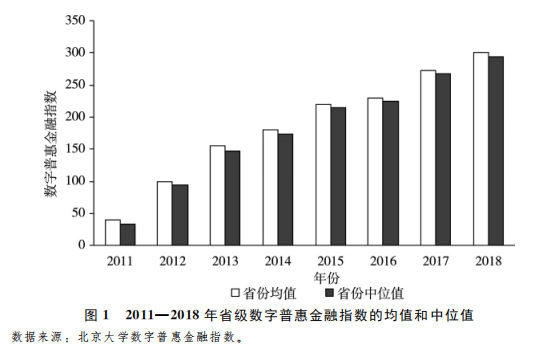 350
300
250
200
150
100
50
0
数字普惠金融指数
2011 2012 2013 2014 2015 2016 2017 2018
年份
省份均值 省份中位值
图 1 2011—2018 年省级数字普惠金融指数的均值和中位值
数据来源：北京大学数字普惠金融指数。